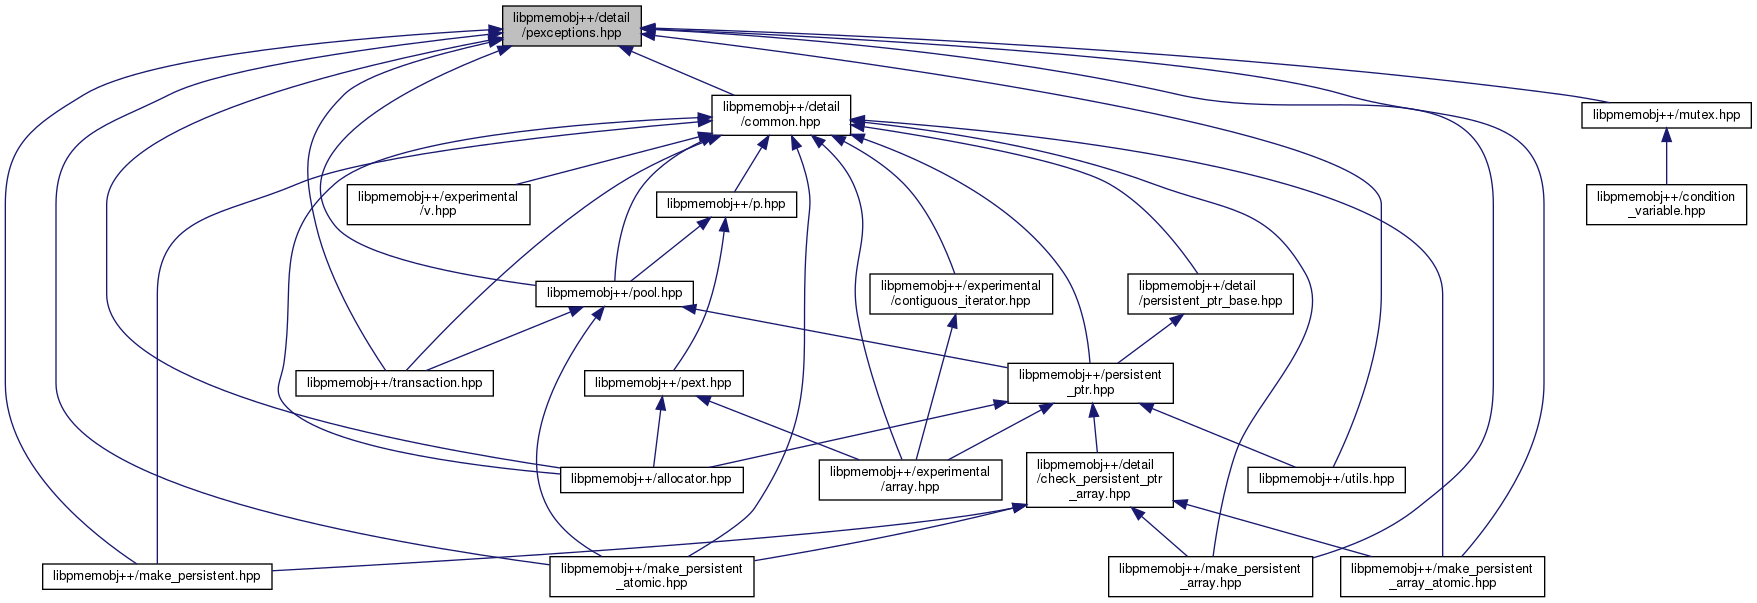 libpmemobj++/detail
/pexceptions.hpp
libpmemobj++/detail
/common.hpp
libpmemobj++/mutex.hpp
libpmemobj++/experimental
/v.hpp
libpmemobj++/p.hpp
libpmemobj++/condition
_variable.hpp
libpmemobj++/pool.hpp
libpmemobj++/experimental
/contiguous_iterator.hpp
libpmemobj++/detail
/persistent_ptr_base.hpp
libpmemobj++/transaction.hpp
libpmemobj++/pext.hpp
libpmemobj++/persistent
_ptr.hpp
libpmemobj++/allocator.hpp
libpmemobj++/experimental
/array.hpp
libpmemobj++/detail
/check_persistent_ptr
_array.hpp
libpmemobj++/utils.hpp
libpmemobj++/make_persistent.hpp
libpmemobj++/make_persistent
_atomic.hpp
libpmemobj++/make_persistent
_array.hpp
libpmemobj++/make_persistent
_array_atomic.hpp